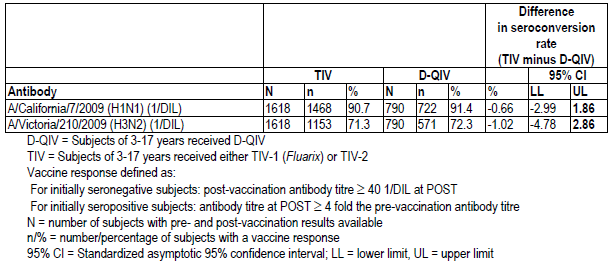 Difference
in seroconversion
rate
(TIV minus D-QIV)
TIV D-QIV 95% CI
Antibody N n % N n % % LL UL
A/California/7/2009 (H1N1) (1/DIL) 1618 1468 90.7 790 722 91.4 -0.66 -2.99 1.86
A/Victoria/210/2009 (H3N2) (1/DIL) 1618 1153 71.3 790 571 72.3 -1.02 -4.78 2.86
D-QIV = Subjects of 3-17 years received D-QIV
TIV = Subjects of 3-17 years received either TIV-1 (Fluarix) or TIV-2
Vaccine response defined as:
For initially seronegative subjects: post-vaccination antibody titre ≥ 40 1/DIL at POST
For initially seropositive subjects: antibody titre at POST ≥ 4 fold the pre-vaccination antibody titre
N = number of subjects with pre- and post-vaccination results available
n/% = number/percentage of subjects with a vaccine response
95% CI = Standardized asymptotic 95% confidence interval; LL = lower limit, UL = upper limit